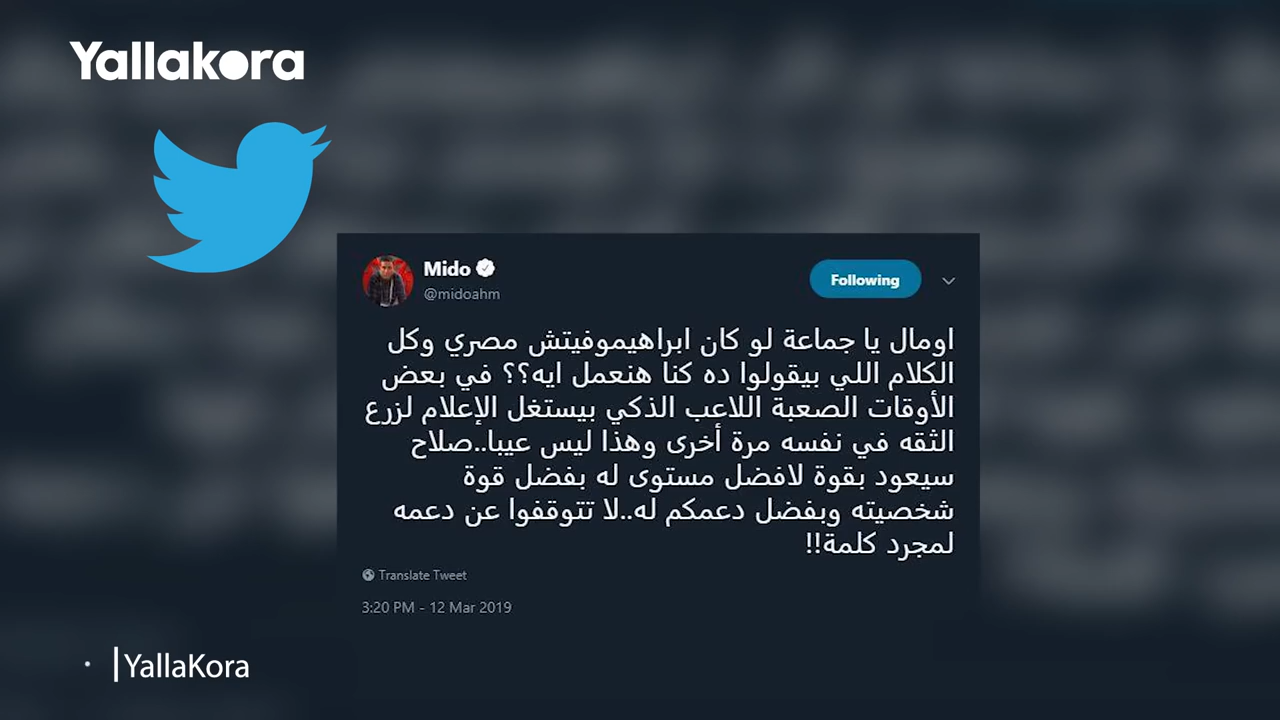 Yallakora
Mido
@midoahm
Following
اومال يا جماعة لو كان ابراهيموفيتش مصري وكل
الكلام اللي بيقولوا ده كنا هنعمل ايه؟؟ في بعض
الأوقات الصعبة اللاعب الذكي بيستغل الإعلام لزرع
الثقه في نفسه مرة أخرى وهذا ليس عيبا..صلاح
سيعود بقوة لافضل مستوى له بفضل قوة
شخصيته وبفضل دعمكم له..لا تتوقفوا عن دعمه
لمجرد كلمة!!
Translate Tweet
3:20 PM - 12 Mar 2019
YallaKora